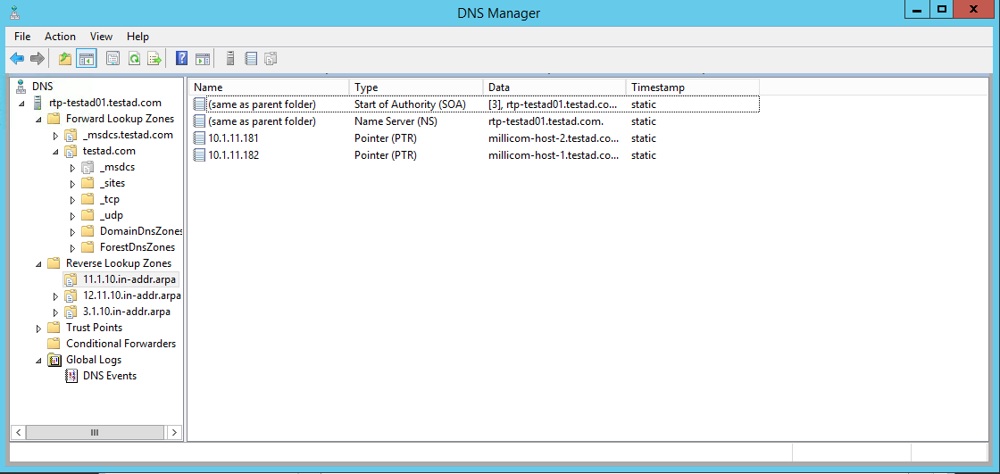 DNS Manager
File Action View Help
DNS
rtp-testad01.testad.com
Forward Lookup Zones
_msdcs.testad.com
testad.com
_msdcs
_sites
_tcp
_udp
DomainDnsZones
ForestDnsZones
Reverse Lookup Zones
11.1.10.in-addr.arpa
12.11.10.in-addr.arpa
3.1.10.in-addr.arpa
Trust Points
Conditional Forwarders
Global Logs
DNS Events
Name Type Data Timestamp
(same as parent folder) Start of Authority (SOA) [3], rtp-testad01.testad.co... static
(same as parent folder) Name Server (NS) rtp-testad01.testad.com. static
10.1.11.181 Pointer (PTR) millicom-host-2.testad.co... static
10.1.11.182 Pointer (PTR) millicom-host-1.testad.co... static